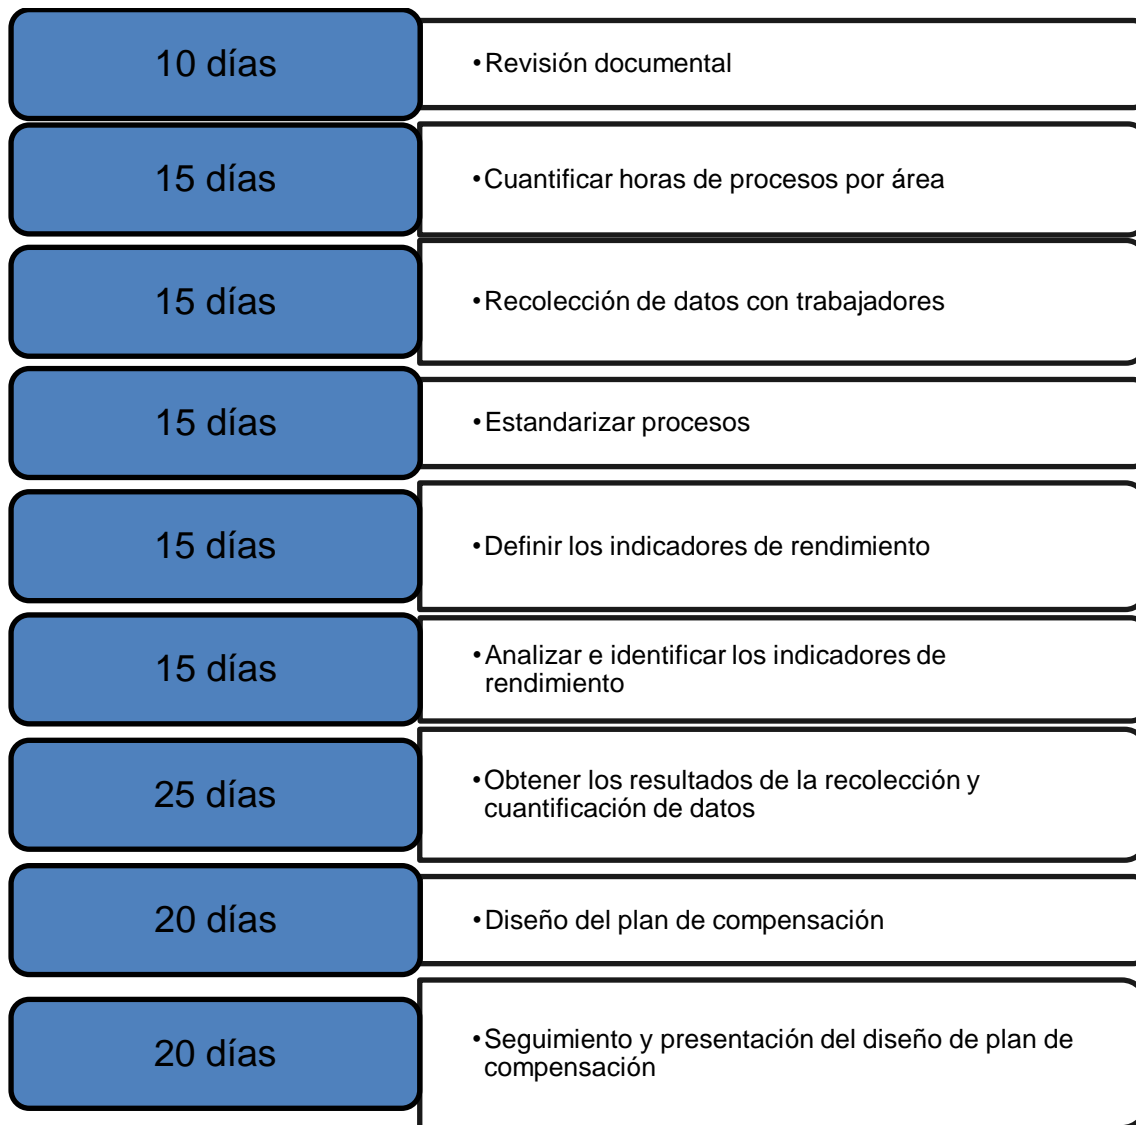 10 días
•Revisión documental
15 días
•Cuantificar horas de procesos por área
15 días
•Recolección de datos con trabajadores
15 días
•Estandarizar procesos
15 días
•Definir los indicadores de rendimiento
15 días
•Analizar e identificar los indicadores de
rendimiento
25 días
•Obtener los resultados de la recolección y
cuantificación de datos
20 días
•Diseño del plan de compensación
20 días
•Seguimiento y presentación del diseño de plan de
compensación